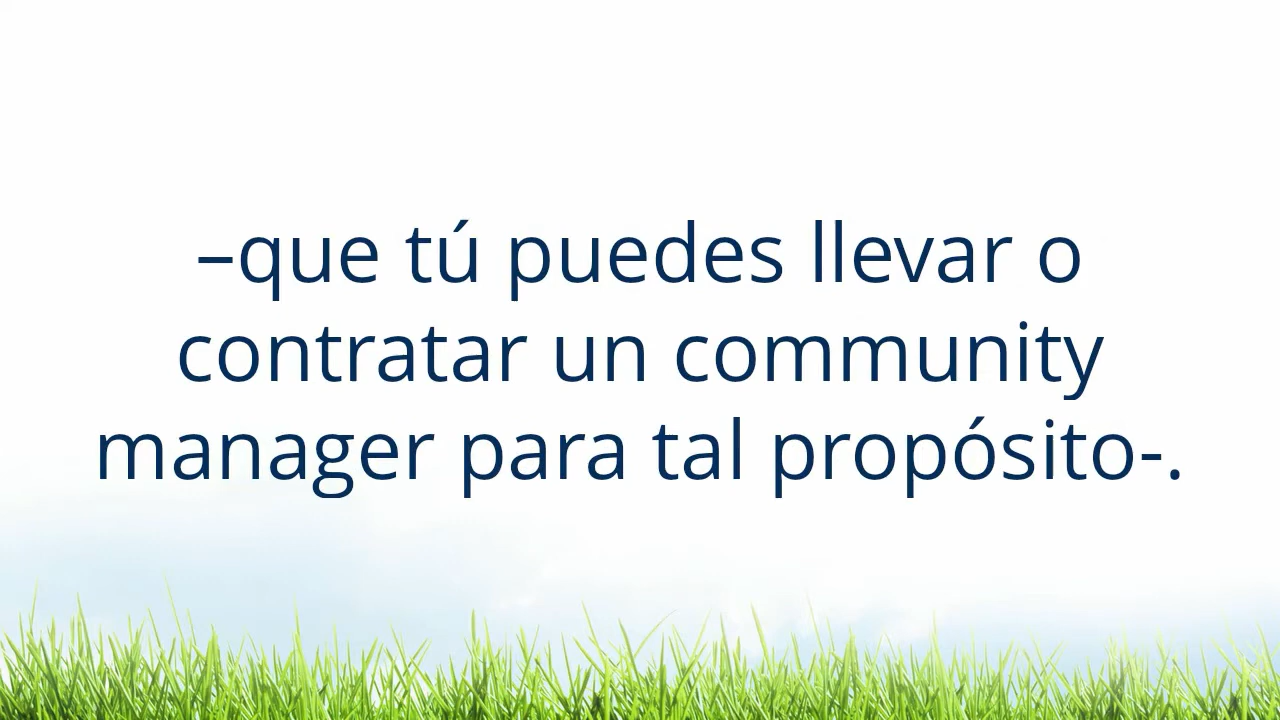 –que tú puedes llevar o
contratar un community
manager para tal propósito-.